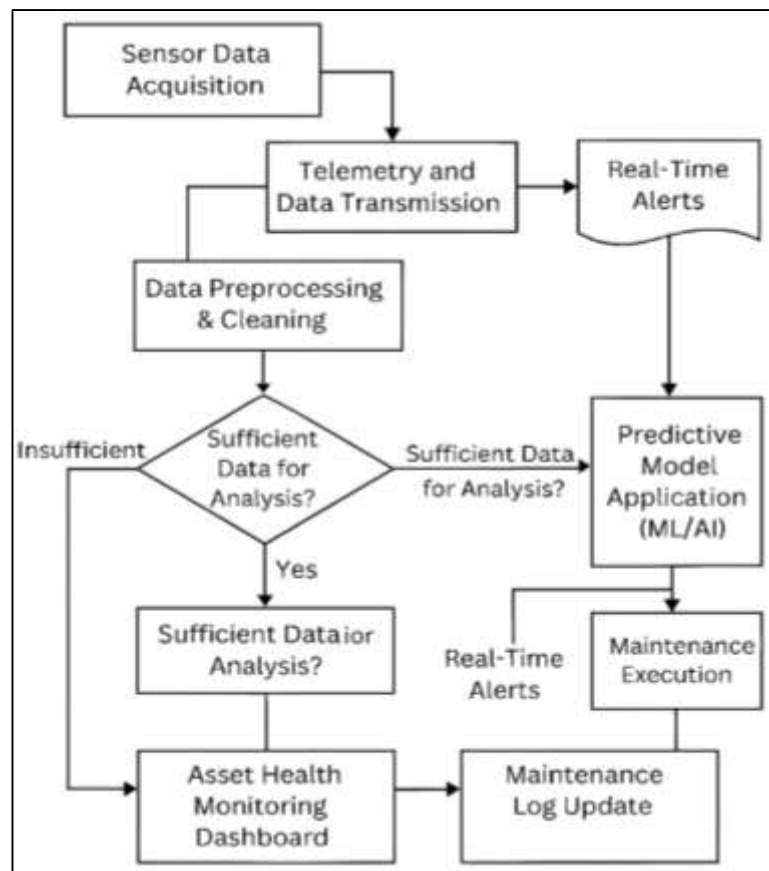 Sensor Data
Acquisition
Telemetry and
Data Transmission
Real-Time
Alerts
Data Preprocessing
& Cleaning
Insufficient
Sufficient
Data for
Analysis?
Sufficient Data
for Analysis?
Predictive
Model
Application
(ML/AI)
Yes
Sufficient Dataior
Analysis?
Real-Time
Alerts
Maintenance
Execution
Asset Health
Monitoring
Dashboard
Maintenance
Log Update